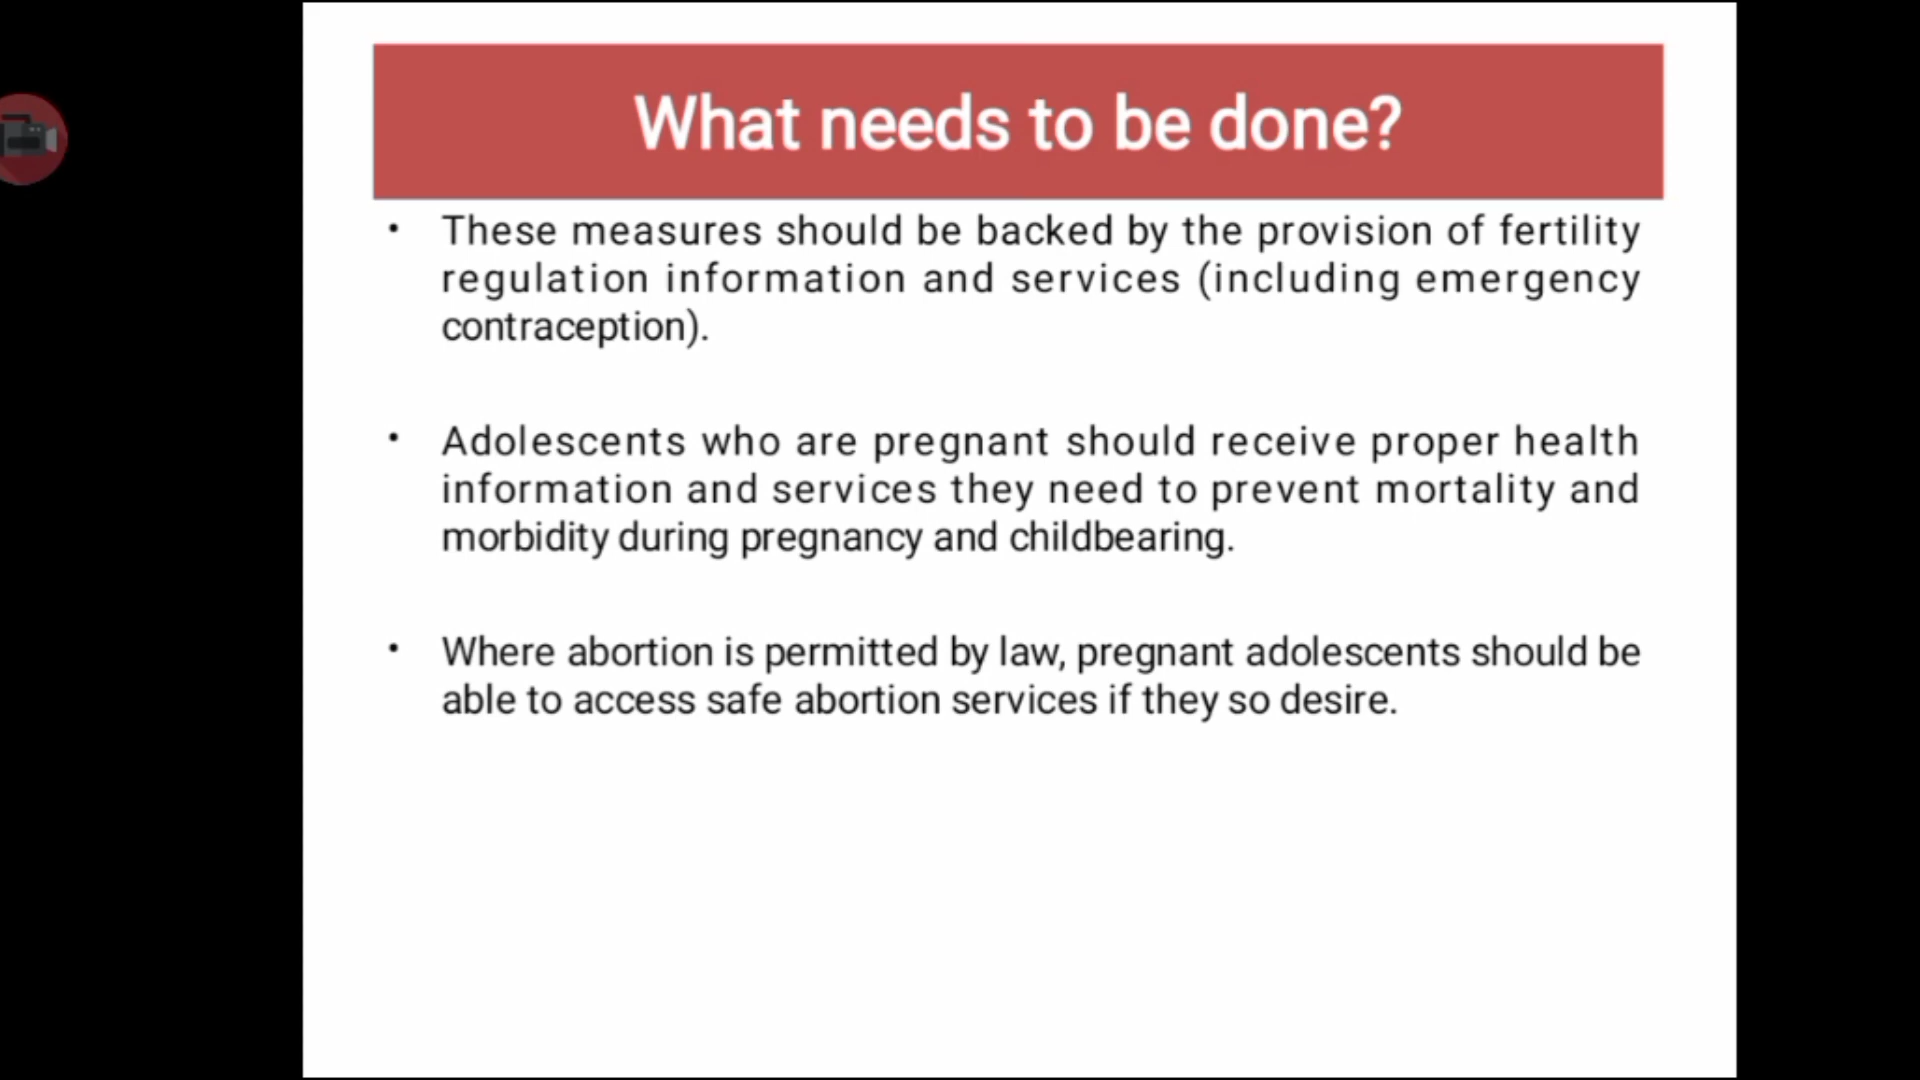 What needs to be done?
• These measures should be backed by the provision of fertility
regulation information and services (including emergency
contraception).
• Adolescents who are pregnant should receive proper health
information and services they need to prevent mortality and
morbidity during pregnancy and childbearing.
• Where abortion is permitted by law, pregnant adolescents should be
able to access safe abortion services if they so desire.